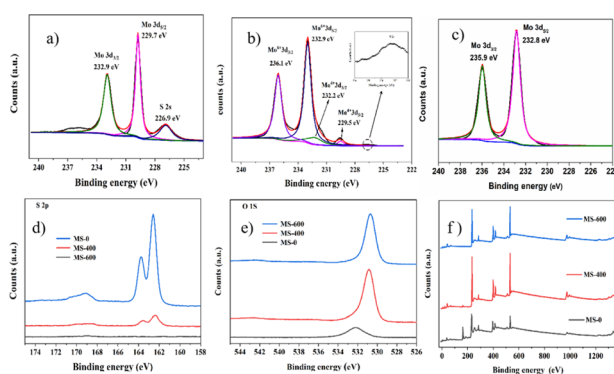 a)
Mo 3d5/2
229.7 eV
Mo 3d3/2
232.9 eV
S 2s
226.9 eV
Counts (a.u.)
240 237 234 231 228 225
Binding energy (eV)
b)
Mo6+3d5/2
232.9 eV
Mo6+3d3/2
236.1 eV
Mo4+3d3/2
232.2 eV
Mo4+3d5/2
229.5 eV
Counts (a.u.)
240 238 236 234 232 230 228 226 224 222
Binding energy (eV)
c)
Mo 3d5/2
232.8 eV
Mo 3d3/2
235.9 eV
Counts (a.u.)
240 238 236 234 232 230 228 226 224
Binding energy (eV)
S 2p
d)
MS-0
MS-400
MS-600
Counts (a.u.)
174 172 170 168 166 164 162 160 158
Binding energy (eV)
O 1S
e)
MS-600
MS-400
MS-0
Counts (a.u.)
544 542 540 538 536 534 532 530 528 526
Binding energy (eV)
f)
MS-600
MS-400
MS-0
Counts (a.u.)
0 200 400 600 800 1000 1200
Binding energy (eV)